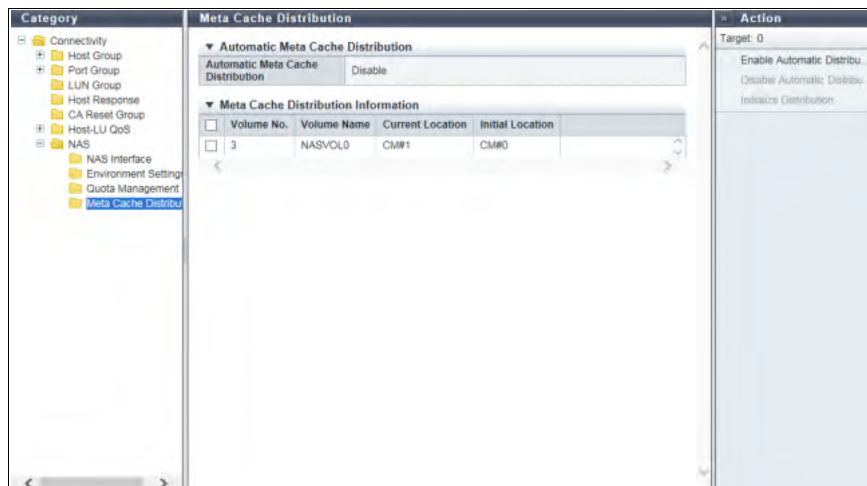 Category
Connectivity
Host Group
Port Group
LUN Group
Host Response
CA Reset Group
Host-LU QoS
NAS
NAS Interface
Environment Settings
Quota Management
Meta Cache Distribu
Meta Cache Distribution
Automatic Meta Cache Distribution
Automatic Meta Cache
Distribution
Disable
Meta Cache Distribution Information
Volume No. Volume Name Current Location Initial Location
3 NASVOL0 CM#1 CM#0
» Action
Target: 0
Enable Automatic Distribu...
Disable Automatic Distribu...
Initialize Distribution